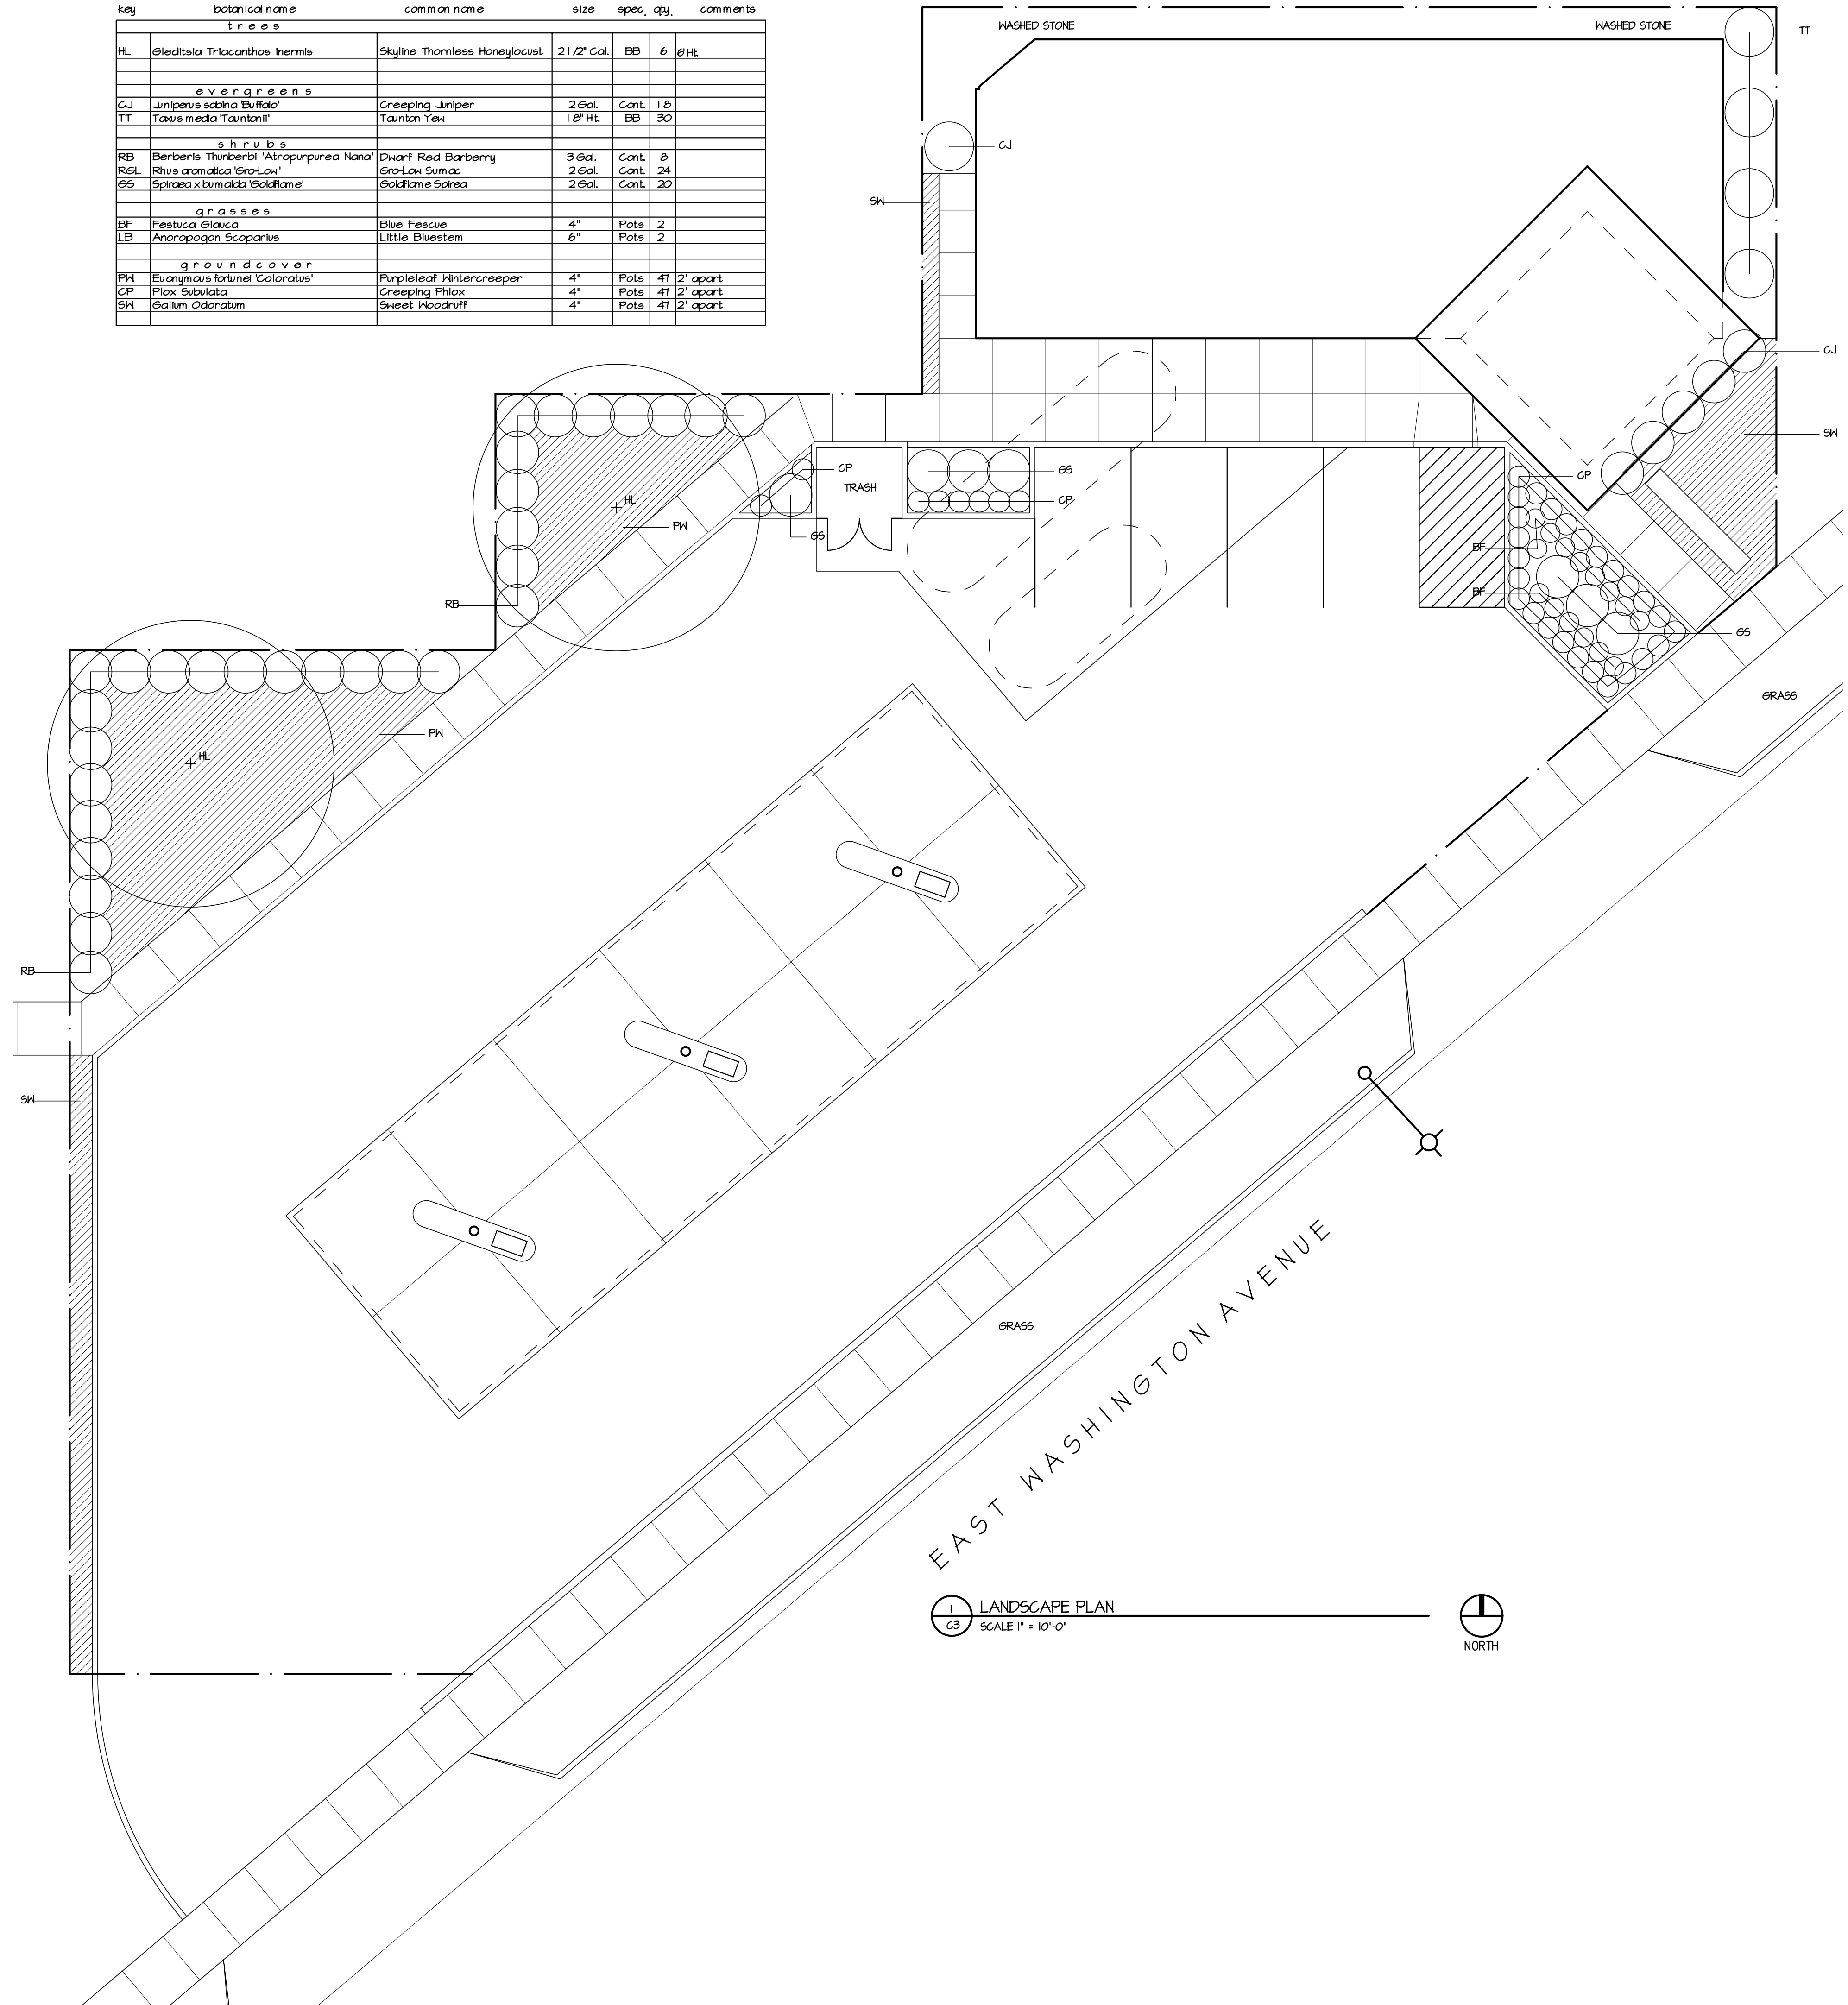 key botanical name common name size spec. qty. comments
trees
HL Gleditsia Triacanthos Inermis Skyline Thornless Honeylocust 2 1/2" Cal. BB 6 6' Ht.
evergreens
CJ Juniperus sabina 'Buffalo' Creeping Juniper 2 Gal. Cont. 18
TT Taxus media 'Tauntonii' Taunton Yew 18" Ht. BB 30
shrubs
RB Berberis Thunberbi 'Atropurpurea Nana' Dwarf Red Barberry 3 Gal. Cont. 8
RGL Rhus aromatica 'Gro-Low' Gro-Low Sumac 2 Gal. Cont. 24
GS Spiraea x bumalda 'Goldflame' Goldflame Spirea 2 Gal. Cont. 20
grasses
BF Festuca Glauca Blue Fescue 4" Pots 2
LB Anoropogon Scoparius Little Bluestem 6" Pots 2
groundcover
PW Euonymous fortunei 'Coloratus' Purpleleaf Wintercreeper 4" Pots 47 2' apart
CP Plox Subulata Creeping Phlox 4" Pots 47 2' apart
SW Galium Odoratum Sweet Woodruff 4" Pots 47 2' apart
WASHED STONE WASHED STONE
TT
CJ
SW
CJ
SW
CP
GS
CP
TRASH
HL
CP
PW
GS
BF
BF
RB
GS
GRASS
PW
HL
RB
SW
GRASS
EAST WASHINGTON AVENUE
1
C3
LANDSCAPE PLAN
SCALE 1" = 10'-0"
NORTH